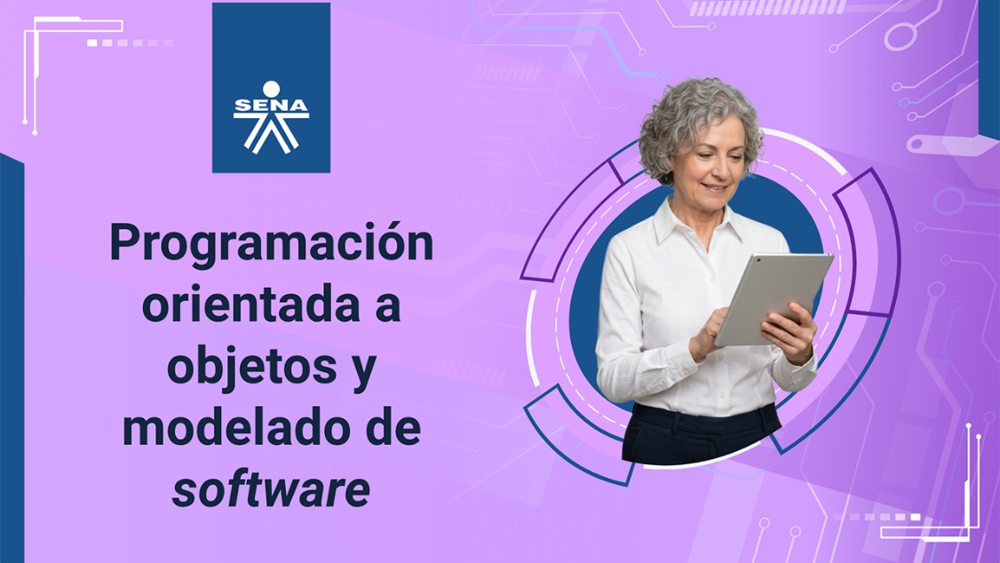 SENA
Programación
orientada a
objetos y
modelado de
software